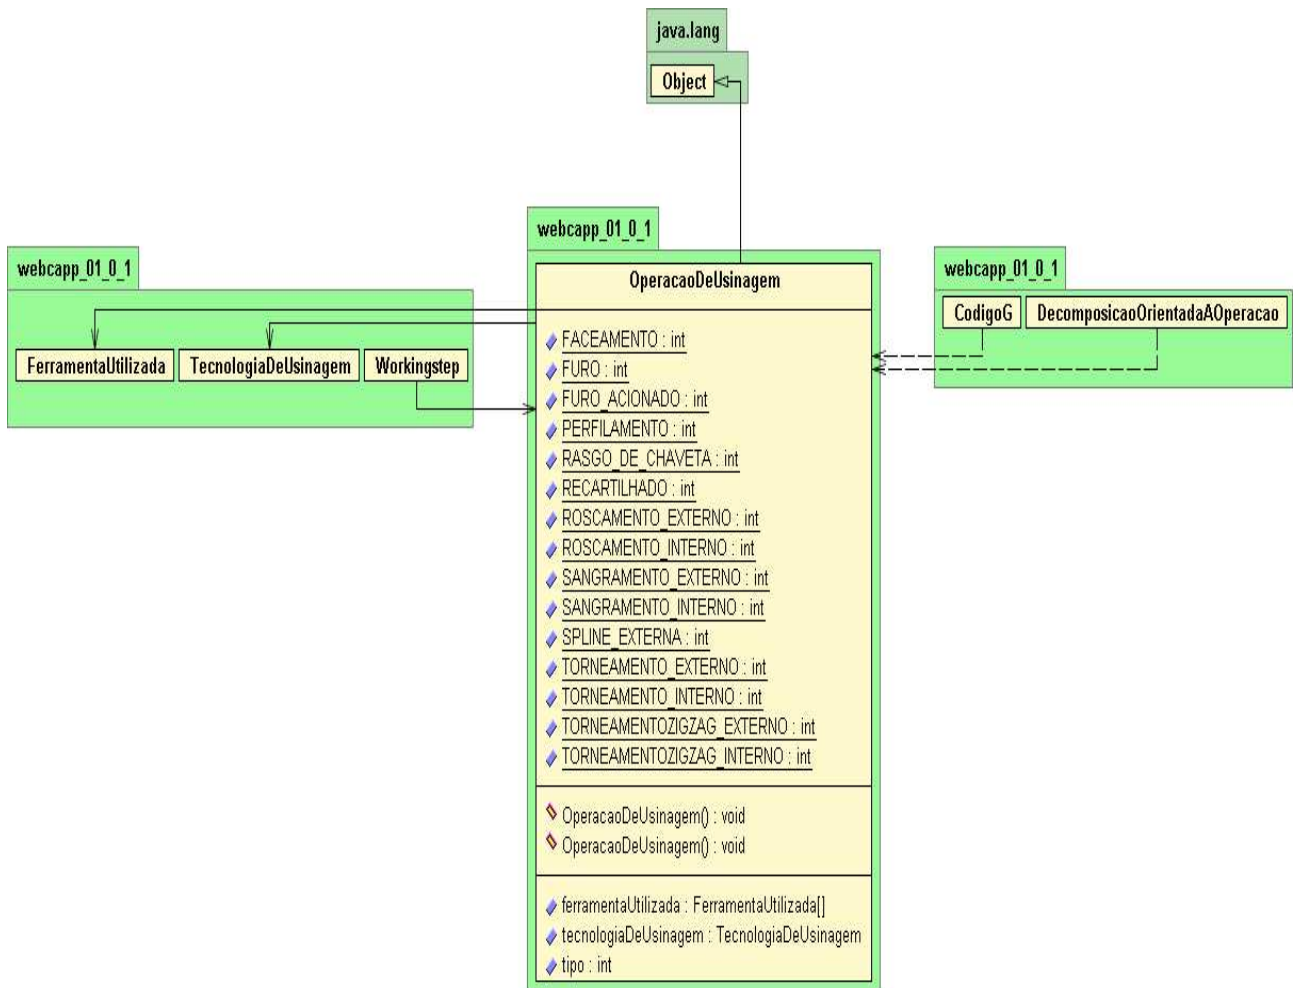 java.lang
Object
webcapp_01_0_1
FerramentaUtilizada
TecnologiaDeUsinagem
Workingstep
webcapp_01_0_1
OperacaoDeUsinagem
FACEAMENTO : int
FURO : int
FURO_ACIONADO : int
PERFILAMENTO : int
RASGO_DE_CHAVETA : int
RECARTILHADO : int
ROSCAMENTO_EXTERNO : int
ROSCAMENTO_INTERNO : int
SANGRAMENTO_EXTERNO : int
SANGRAMENTO_INTERNO : int
SPLINE_EXTERNA : int
TORNEAMENTO_EXTERNO : int
TORNEAMENTO_INTERNO : int
TORNEAMENTOZIGZAG_EXTERNO : int
TORNEAMENTOZIGZAG_INTERNO : int
OperacaoDeUsinagem() : void
OperacaoDeUsinagem() : void
ferramentaUtilizada : FerramentaUtilizada[]
tecnologiaDeUsinagem : TecnologiaDeUsinagem
tipo : int
webcapp_01_0_1
CodigoG
DecomposicaoOrientadaAOperacao